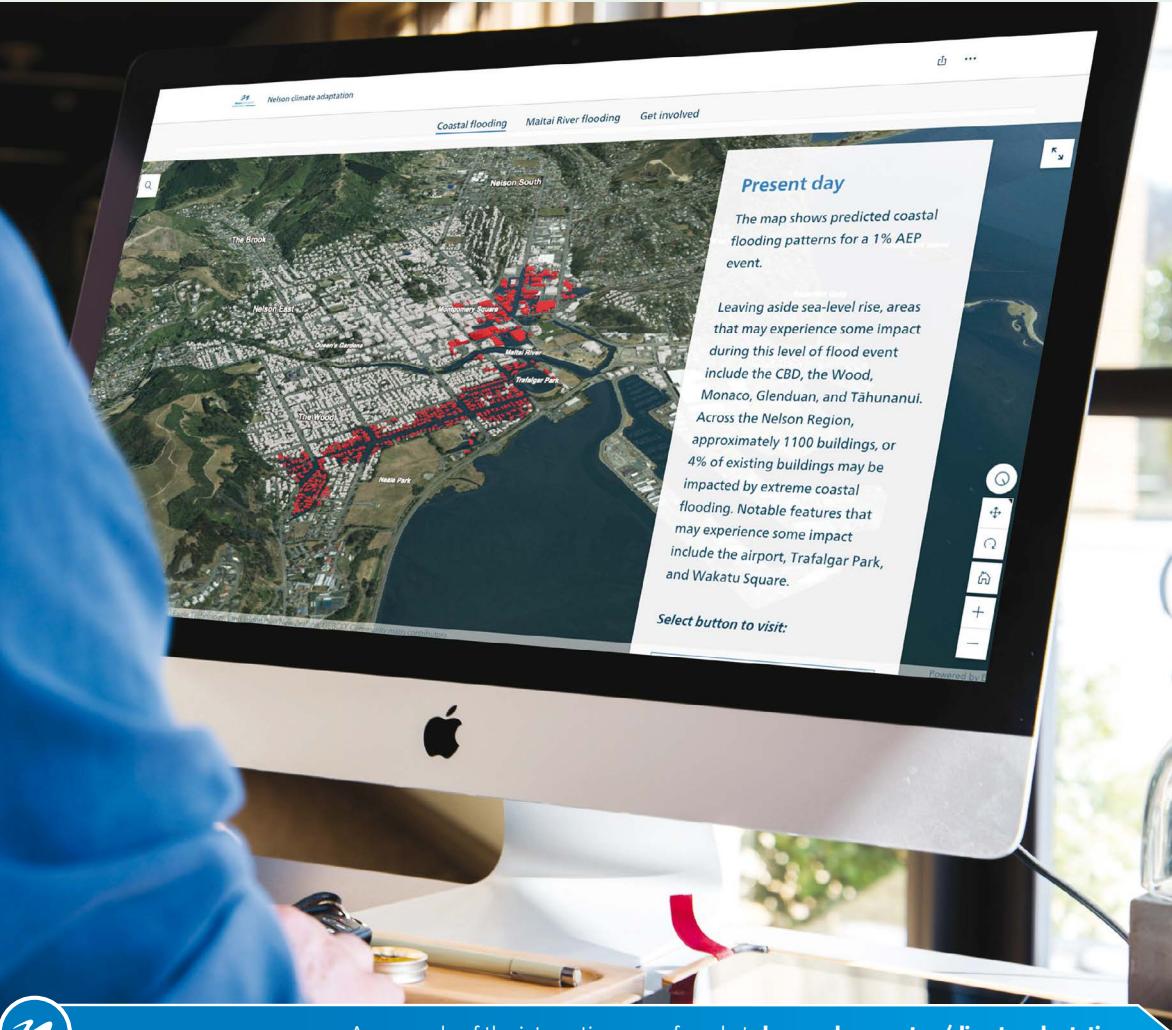 Nelson climate adaptation
Coastal flooding Maitai River flooding Get involved
Nelson South
The Brook
Nelson East
Montgomery Square
Queen's Gardens
Maitai River
Trafalgar Park
The Wood
Neale Park
Present day
The map shows predicted coastal
flooding patterns for a 1% AEP
event.
Leaving aside sea-level rise, areas
that may experience some impact
during this level of flood event
include the CBD, the Wood,
Monaco, Glenduan, and Tāhunanui.
Across the Nelson Region,
approximately 1100 buildings, or
4% of existing buildings may be
impacted by extreme coastal
flooding. Notable features that
may experience some impact
include the airport, Trafalgar Park,
and Wakatu Square.
Select button to visit:
Powered by